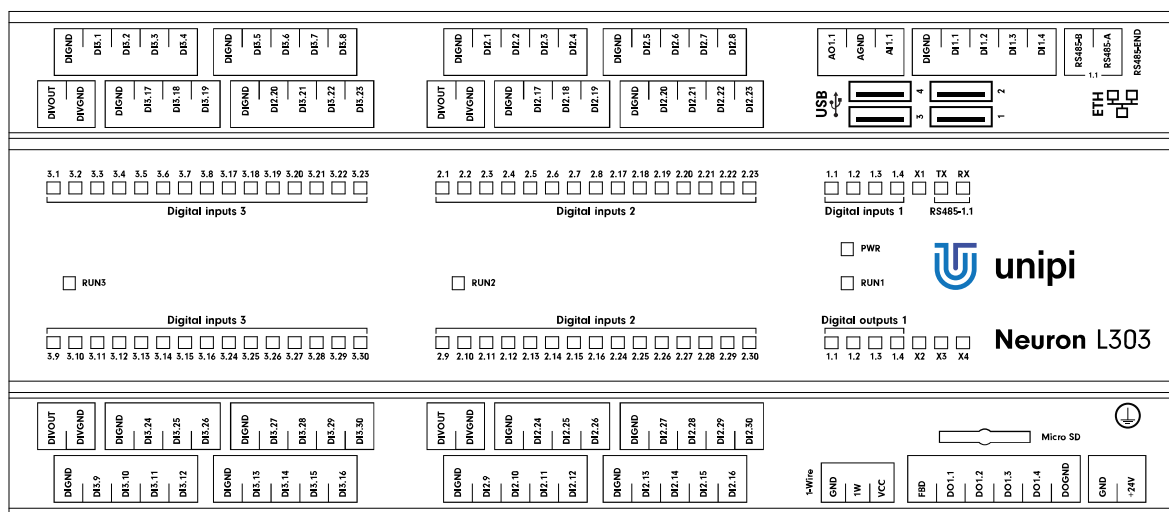 DIGND DI3.1 DI3.2 DI3.3 DI3.4 DIGND DI3.5 DI3.6 DI3.7 DI3.8 DIGND DI2.1 DI2.2 DI2.3 DI2.4 DIGND DI2.5 DI2.6 DI2.7 DI2.8 AO1.1 AGND AI1.1 DIGND DI1.1 DI1.2 DI1.3 DI1.4 RS485-B RS485-A RS485-END
1.1
DIVOUT DIVGND DIGND DI3.17 DI3.18 DI3.19 DIGND DI2.20 DI3.21 DI3.22 DI3.23 DIVOUT DIVGND DIGND DI2.17 DI2.18 DI2.19 DIGND DI2.20 DI2.21 DI2.22 DI2.23 USB 4 3 2 1 ETH
3.1 3.2 3.3 3.4 3.5 3.6 3.7 3.8 3.17 3.18 3.19 3.20 3.21 3.22 3.23 2.1 2.2 2.3 2.4 2.5 2.6 2.7 2.8 2.17 2.18 2.19 2.20 2.21 2.22 2.23 1.1 1.2 1.3 1.4 X1 TX RX
Digital inputs 3 Digital inputs 2 Digital inputs 1 RS485-1.1
PWR
unipi
RUN3 RUN2 RUN1
Digital inputs 3 Digital inputs 2 Digital outputs 1
Neuron L303
3.9 3.10 3.11 3.12 3.13 3.14 3.15 3.16 3.24 3.25 3.26 3.27 3.28 3.29 3.30 2.9 2.10 2.11 2.12 2.13 2.14 2.15 2.16 2.24 2.25 2.26 2.27 2.28 2.29 2.30 1.1 1.2 1.3 1.4 X2 X3 X4
DIVOUT DIVGND DIGND DI3.24 DI3.25 DI3.26 DIGND DI3.27 DI3.28 DI3.29 DI3.30 DIVOUT DIVGND DIGND DI2.24 DI2.25 DI2.26 DIGND DI2.27 DI2.28 DI2.29 DI2.30
Micro SD
DIGND DI3.9 DI3.10 DI3.11 DI3.12 DIGND DI3.13 DI3.14 DI3.15 DI3.16 DIGND DI2.9 DI2.10 DI2.11 DI2.12 DIGND DI2.13 DI2.14 DI2.15 DI2.16 1-Wire GND 1W VCC FBD DO1.1 DO1.2 DO1.3 DO1.4 DOGND GND +24V